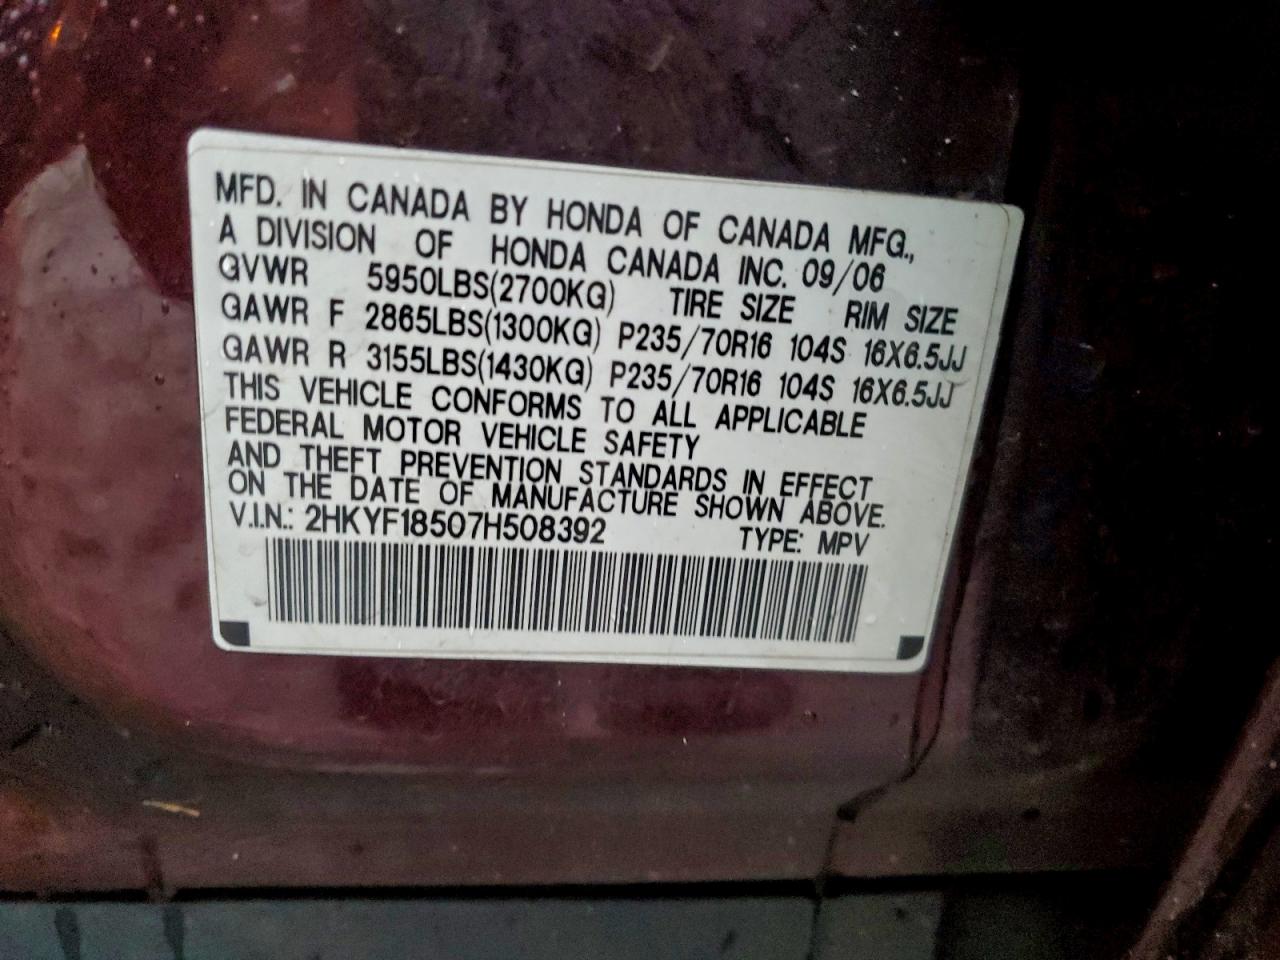 MFD. IN CANADA BY HONDA OF CANADA MFG.,
A DIVISION OF HONDA CANADA INC. 09/06
GVWR 5950LBS(2700KG) TIRE SIZE RIM SIZE
GAWR F 2865LBS(1300KG) P235/70R16 104S 16X6.5JJ
GAWR R 3155LBS(1430KG) P235/70R16 104S 16X6.5JJ
THIS VEHICLE CONFORMS TO ALL APPLICABLE
FEDERAL MOTOR VEHICLE SAFETY
AND THEFT PREVENTION STANDARDS IN EFFECT
ON THE DATE OF MANUFACTURE SHOWN ABOVE.
V.I.N.: 2HKYF18507H508392 TYPE: MPV